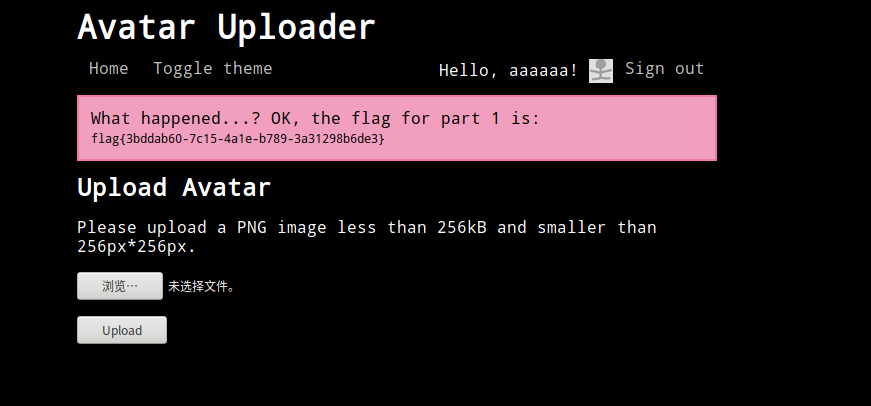 Avatar Uploader
Home Toggle theme Hello, aaaaaa! Sign out
What happened...? OK, the flag for part 1 is:
flag{3bddab60-7c15-4a1e-b789-3a31298b6de3}
Upload Avatar
Please upload a PNG image less than 256kB and smaller than
256px*256px.
浏览… 未选择文件。
Upload